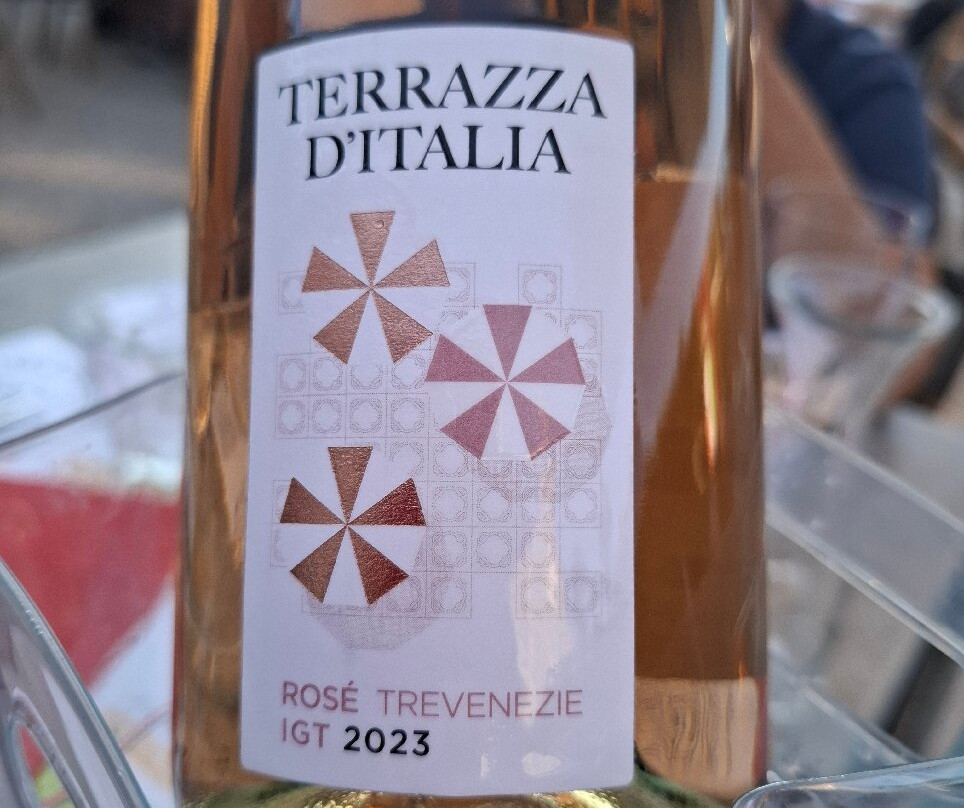 TERRAZZA
D'ITALIA
ROSÉ TREVENEZIE
IGT 2023